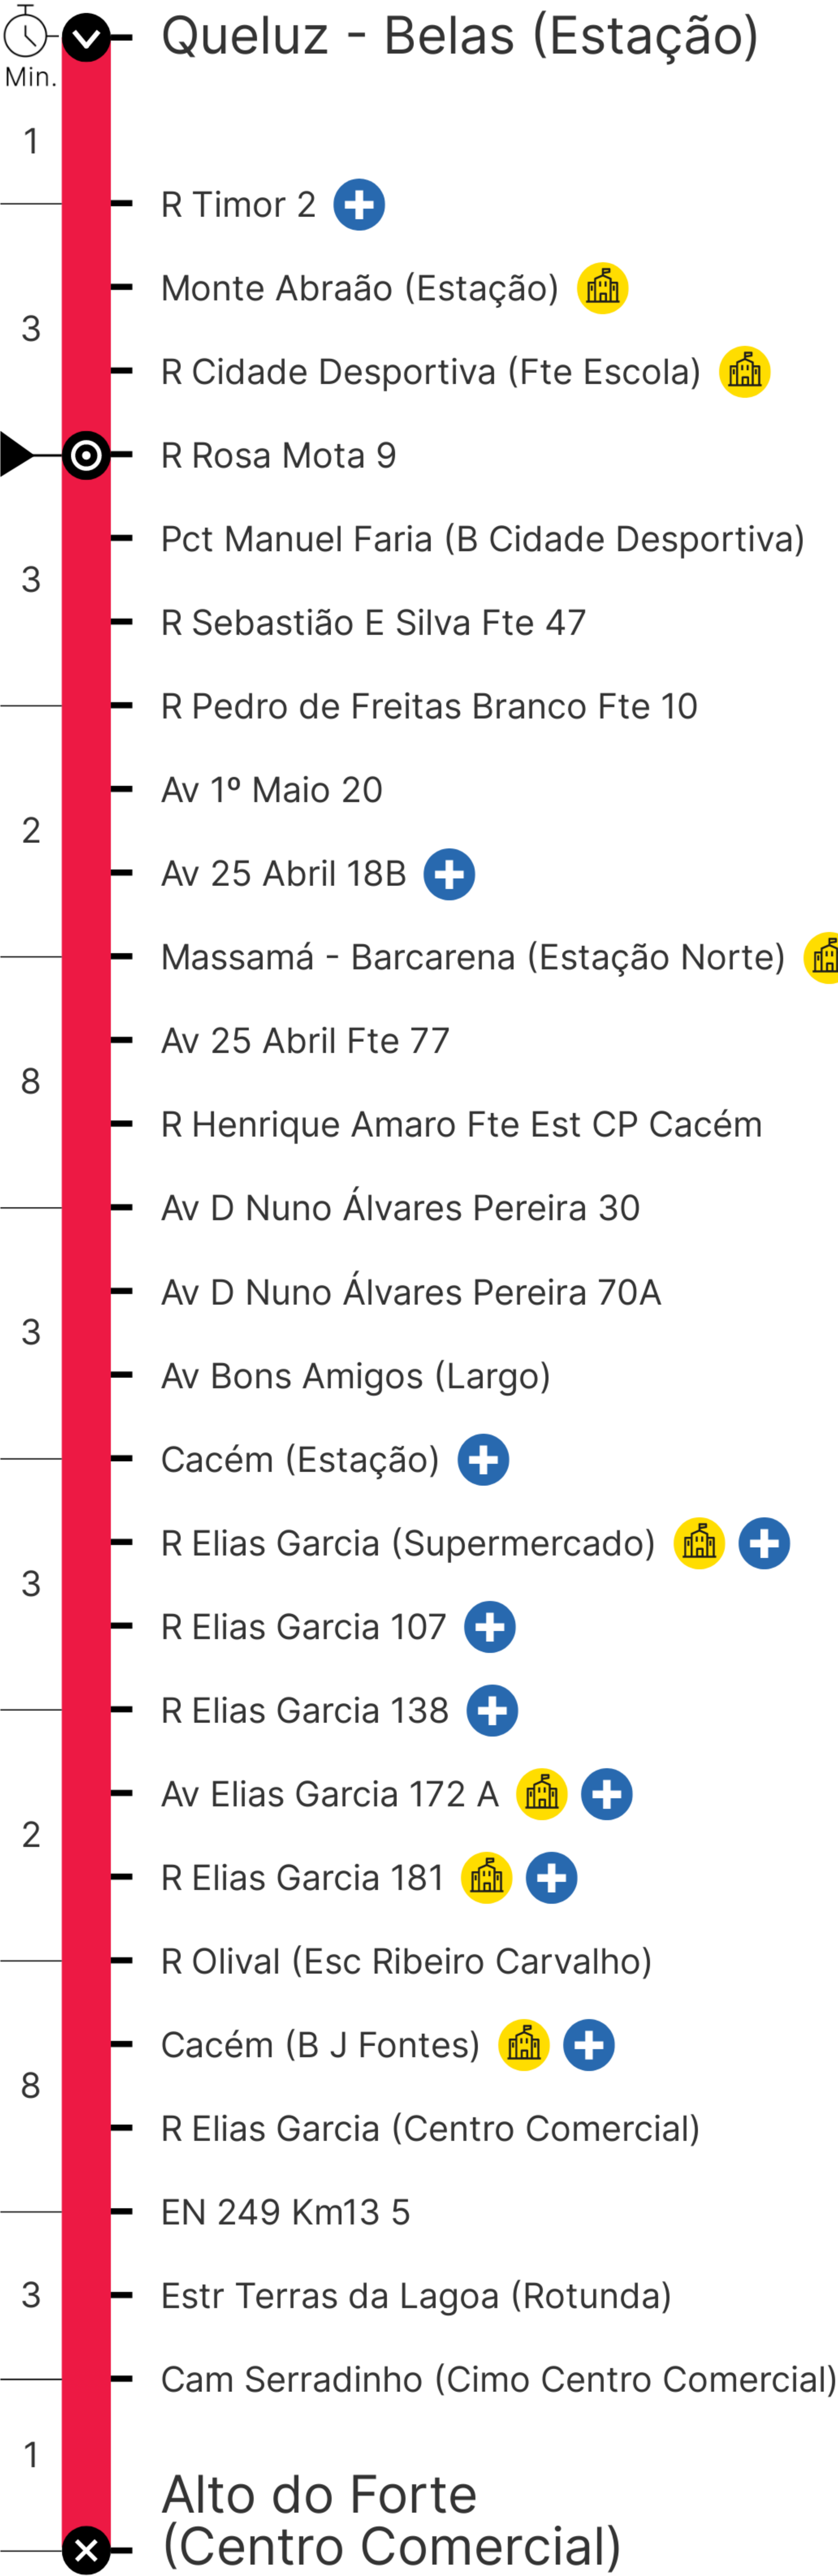 Queluz - Belas (Estação)
Min.
1
R Timor 2
Monte Abraão (Estação)
3
R Cidade Desportiva (Fte Escola)
R Rosa Mota 9
Pct Manuel Faria (B Cidade Desportiva)
3
R Sebastião E Silva Fte 47
R Pedro de Freitas Branco Fte 10
Av 1º Maio 20
2
Av 25 Abril 18B
Massamá - Barcarena (Estação Norte)
Av 25 Abril Fte 77
8
R Henrique Amaro Fte Est CP Cacém
Av D Nuno Álvares Pereira 30
Av D Nuno Álvares Pereira 70A
3
Av Bons Amigos (Largo)
Cacém (Estação)
R Elias Garcia (Supermercado)
3
R Elias Garcia 107
R Elias Garcia 138
Av Elias Garcia 172 A
2
R Elias Garcia 181
R Olival (Esc Ribeiro Carvalho)
Cacém (B J Fontes)
8
R Elias Garcia (Centro Comercial)
EN 249 Km13 5
3
Estr Terras da Lagoa (Rotunda)
Cam Serradinho (Cimo Centro Comercial)
1
Alto do Forte
(Centro Comercial)